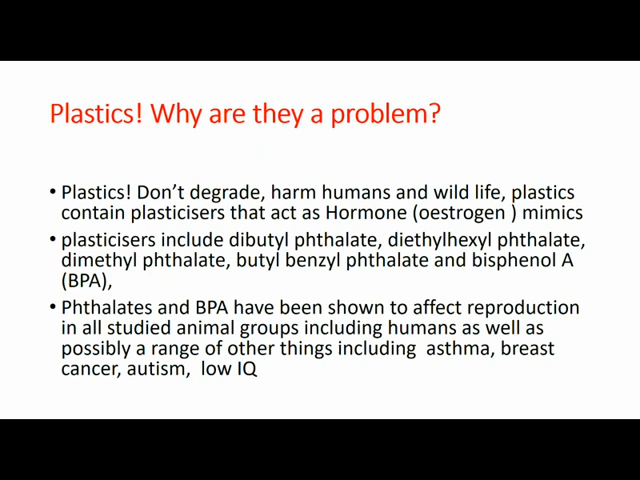 Plastics! Why are they a problem?
• Plastics! Don't degrade, harm humans and wild life, plastics
contain plasticisers that act as Hormone (oestrogen ) mimics
• plasticisers include dibutyl phthalate, diethylhexyl phthalate,
dimethyl phthalate, butyl benzyl phthalate and bisphenol A
(BPA),
• Phthalates and BPA have been shown to affect reproduction
in all studied animal groups including humans as well as
possibly a range of other things including  asthma, breast
cancer, autism,  low IQ